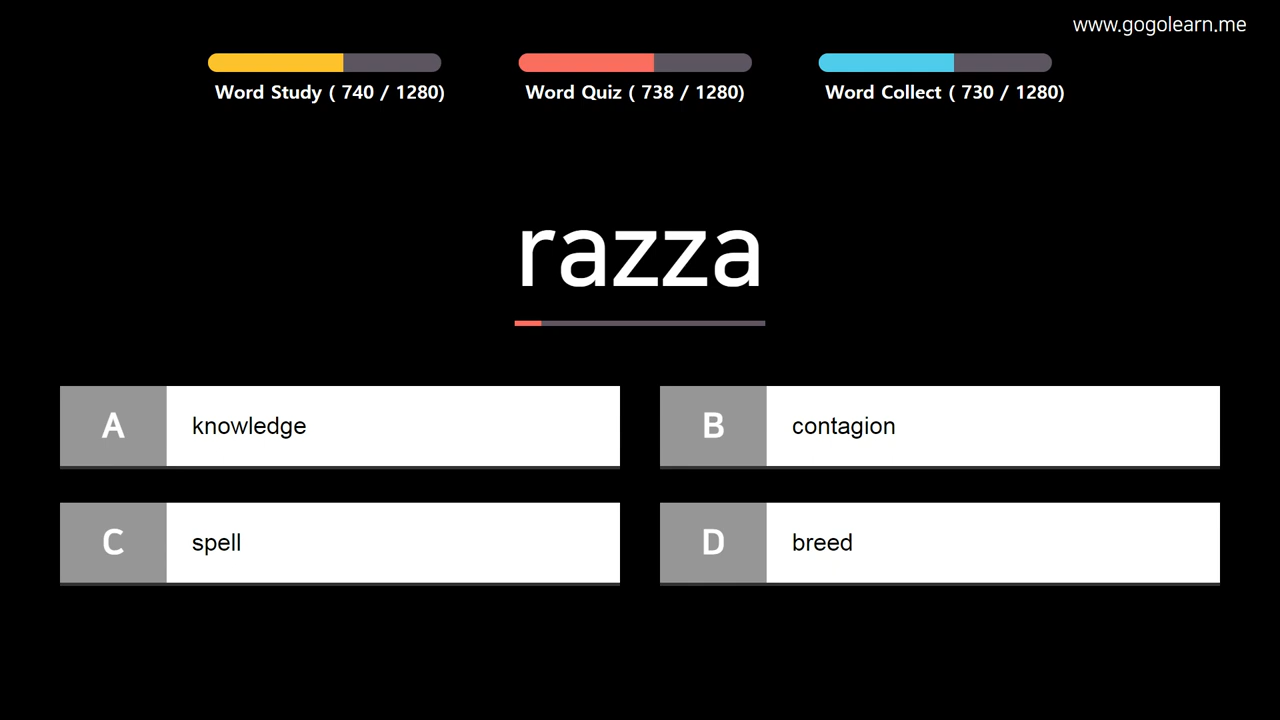 www.gogolearn.me
Word Study ( 740 / 1280)
Word Quiz ( 738 / 1280)
Word Collect ( 730 / 1280)
razza
A knowledge
B contagion
C spell
D breed